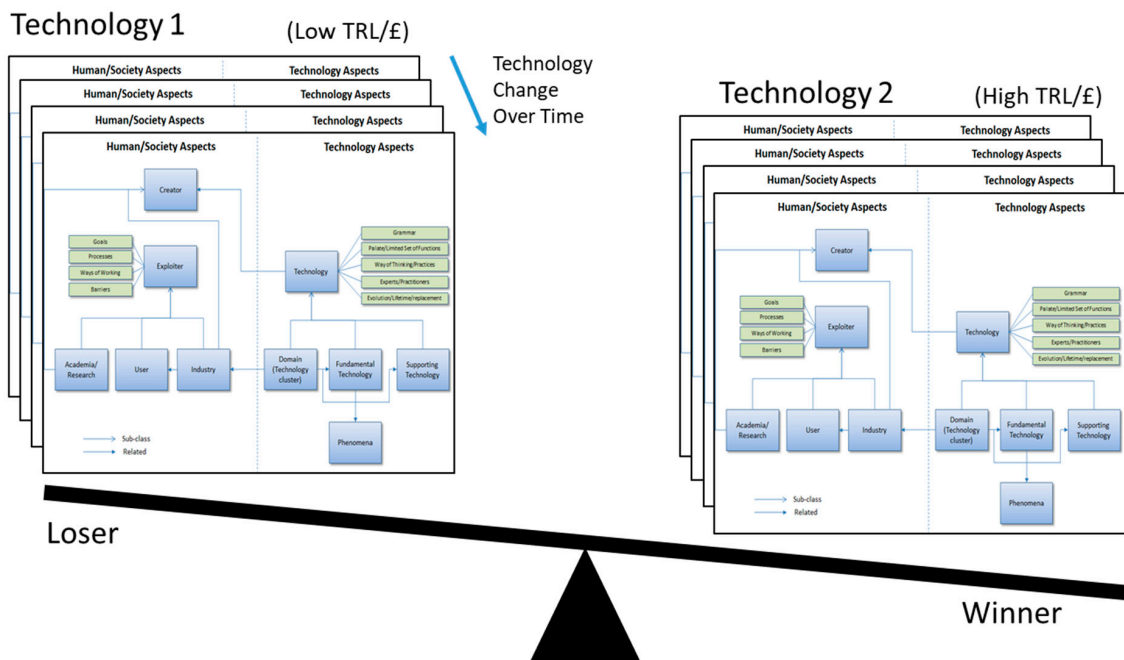 Technology 1
(Low TRL/£)
Technology
Change
Over Time
Human/Society Aspects
Technology Aspects
Human/Society Aspects
Technology Aspects
Human/Society Aspects
Technology Aspects
Human/Society Aspects
Technology Aspects
Creator
Goals
Processes
Ways of Working
Barriers
Exploiter
Technology
Grammar
Palate/Limited Set of Functions
Way of Thinking/Practices
Experts/Practitioners
Evolution/Lifetime/replacement
Academia/
Research
User
Industry
Domain
(Technology
cluster)
Fundamental
Technology
Supporting
Technology
Phenomena
Sub-class
Related
Technology 2
(High TRL/£)
Human/Society Aspects
Technology Aspects
Human/Society Aspects
Technology Aspects
Human/Society Aspects
Technology Aspects
Human/Society Aspects
Technology Aspects
Creator
Goals
Processes
Ways of Working
Barriers
Exploiter
Technology
Grammar
Palate/Limited Set of Functions
Way of Thinking/Practices
Experts/Practitioners
Evolution/Lifetime/replacement
Academia/
Research
User
Industry
Domain
(Technology
cluster)
Fundamental
Technology
Supporting
Technology
Phenomena
Sub-class
Related
Loser
Winner